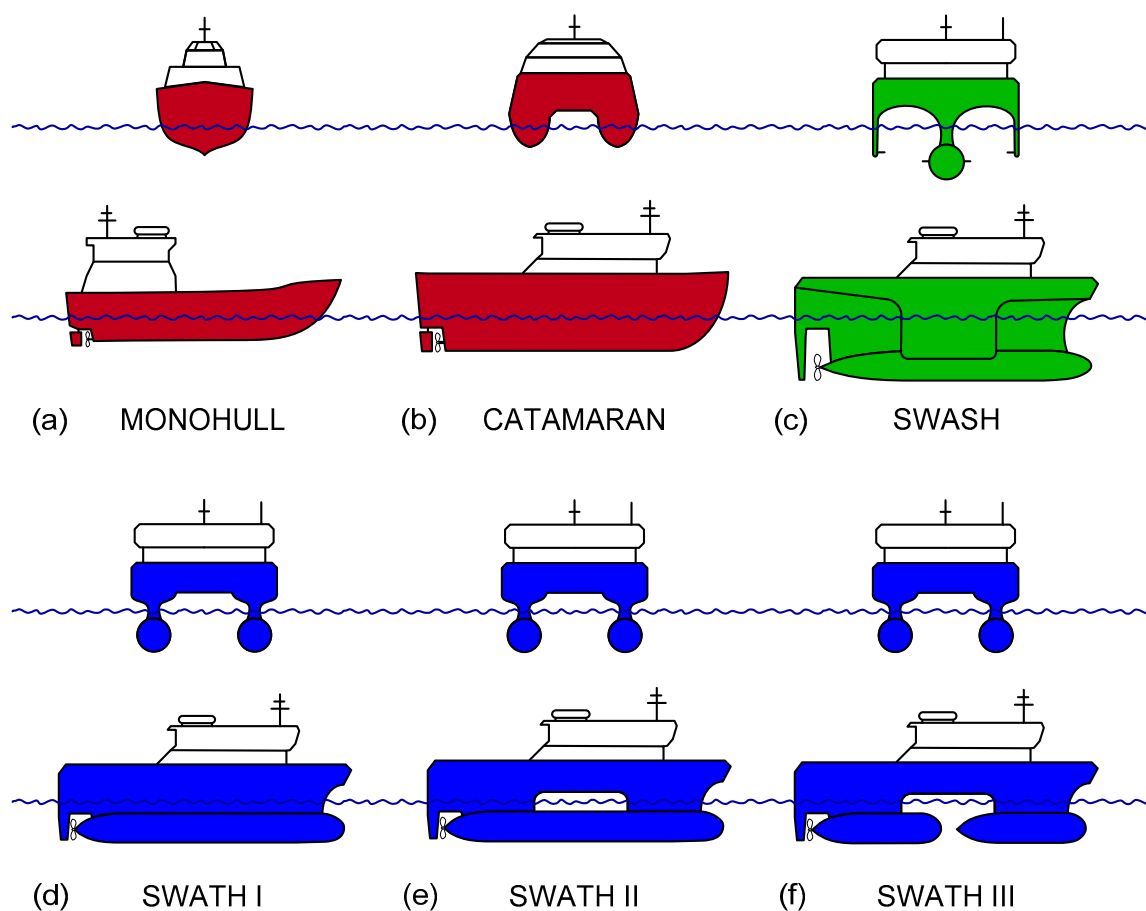 (a) MONOHULL
(b) CATAMARAN
(c) SWASH
(d) SWATH I
(e) SWATH II
(f) SWATH III